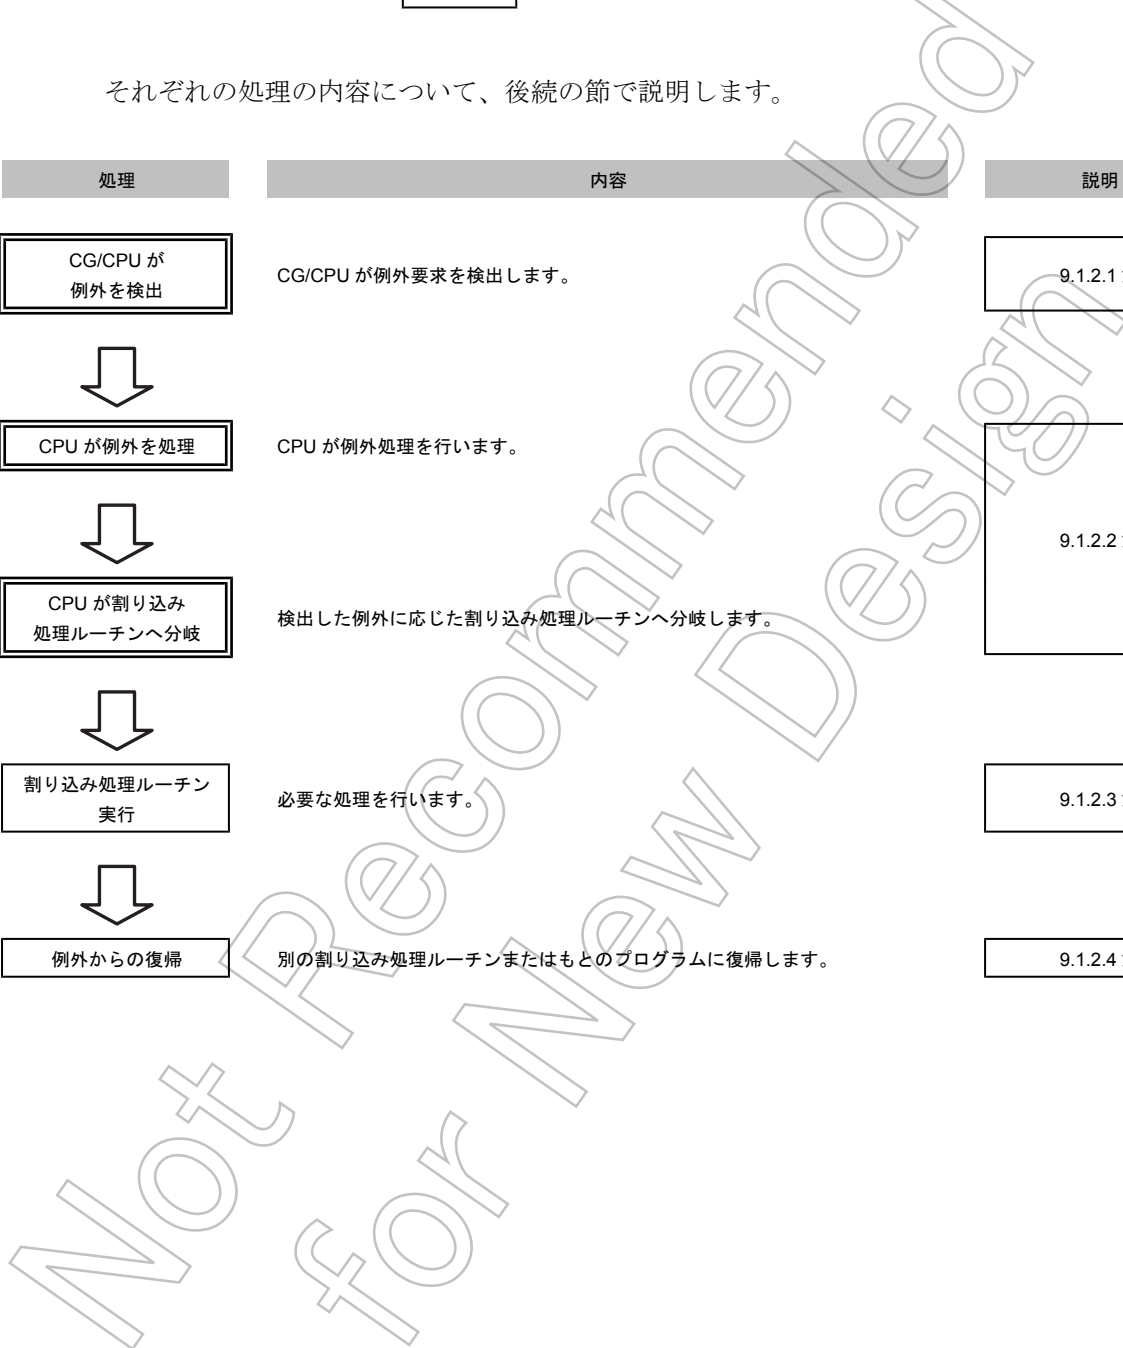 それぞれの処理の内容について、後続の節で説明します。
処理 内容 説明
CG/CPU が
例外を検出
CG/CPU が例外要求を検出します。
9.1.2.1
CPU が例外を処理
CPU が例外処理を行います。
9.1.2.2
CPU が割り込み
処理ルーチンへ分岐
検出した例外に応じた割り込み処理ルーチンへ分岐します。
割り込み処理ルーチン
実行
必要な処理を行います。
9.1.2.3
例外からの復帰
別の割り込み処理ルーチンまたはもとのプログラムに復帰します。
9.1.2.4
Not Recommended
for New Design